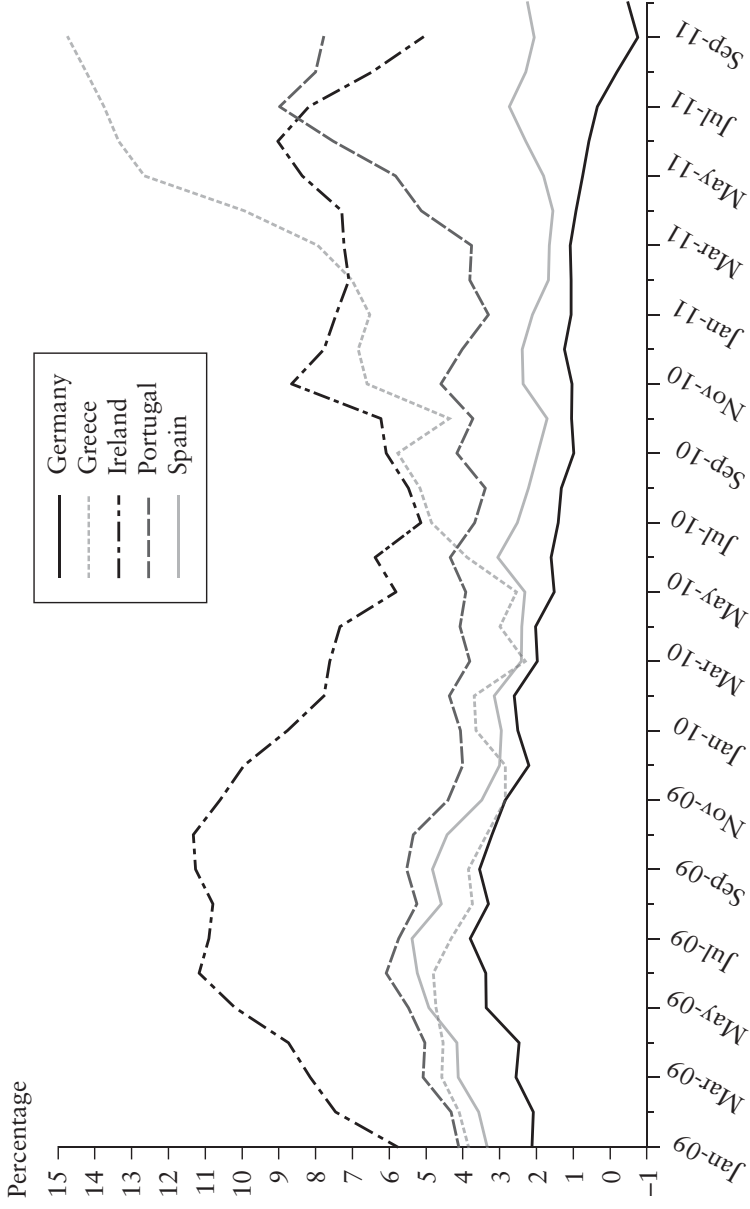 Percentage
15
14
13
12
11
10
9
8
7
6
5
4
3
2
1
0
–1
Germany
Greece
Ireland
Portugal
Spain
Jan-09
Mar-09
May-09
Jul-09
Sep-09
Nov-09
Jan-10
Mar-10
May-10
Jul-10
Sep-10
Nov-10
Jan-11
Mar-11
May-11
Jul-11
Sep-11